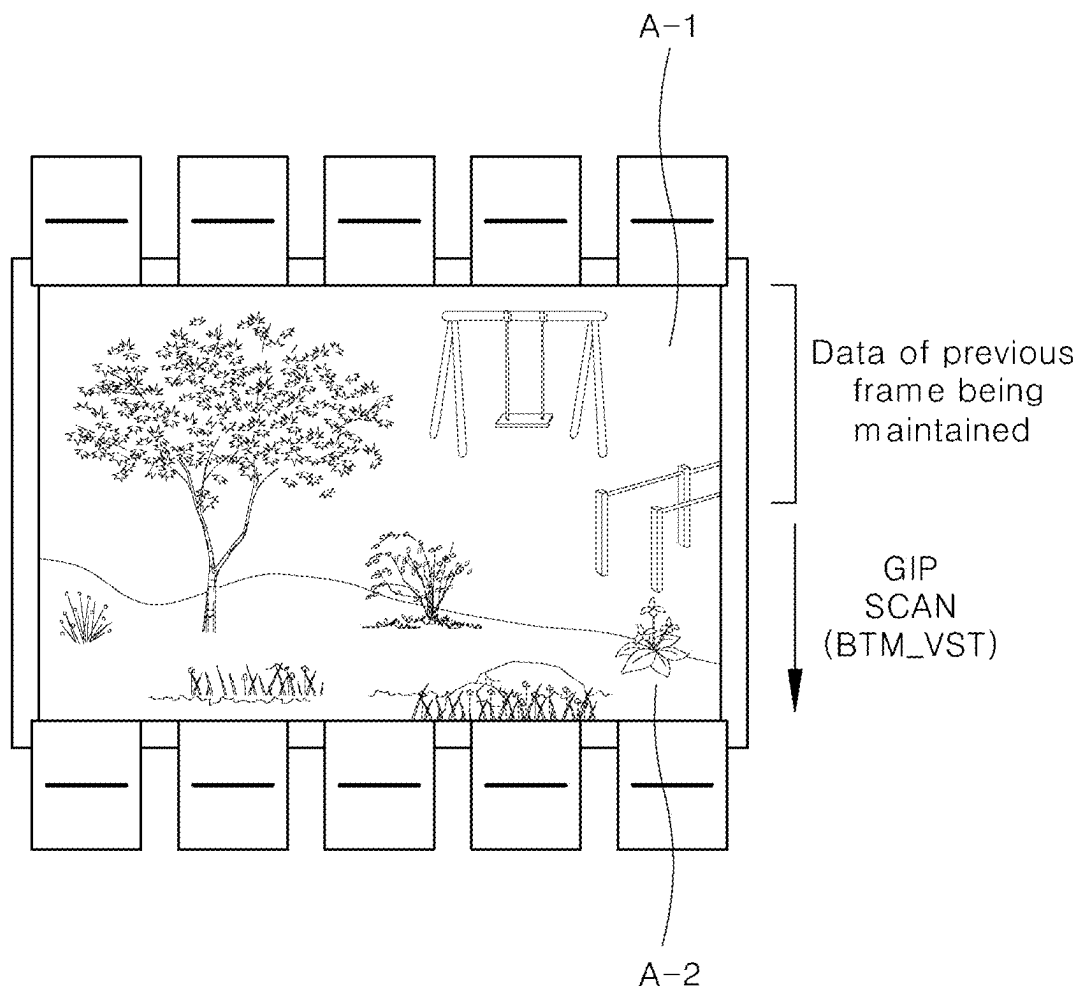 A-1
Data of previous
frame being
maintained
GIP
SCAN
(BTM_VST)
A-2